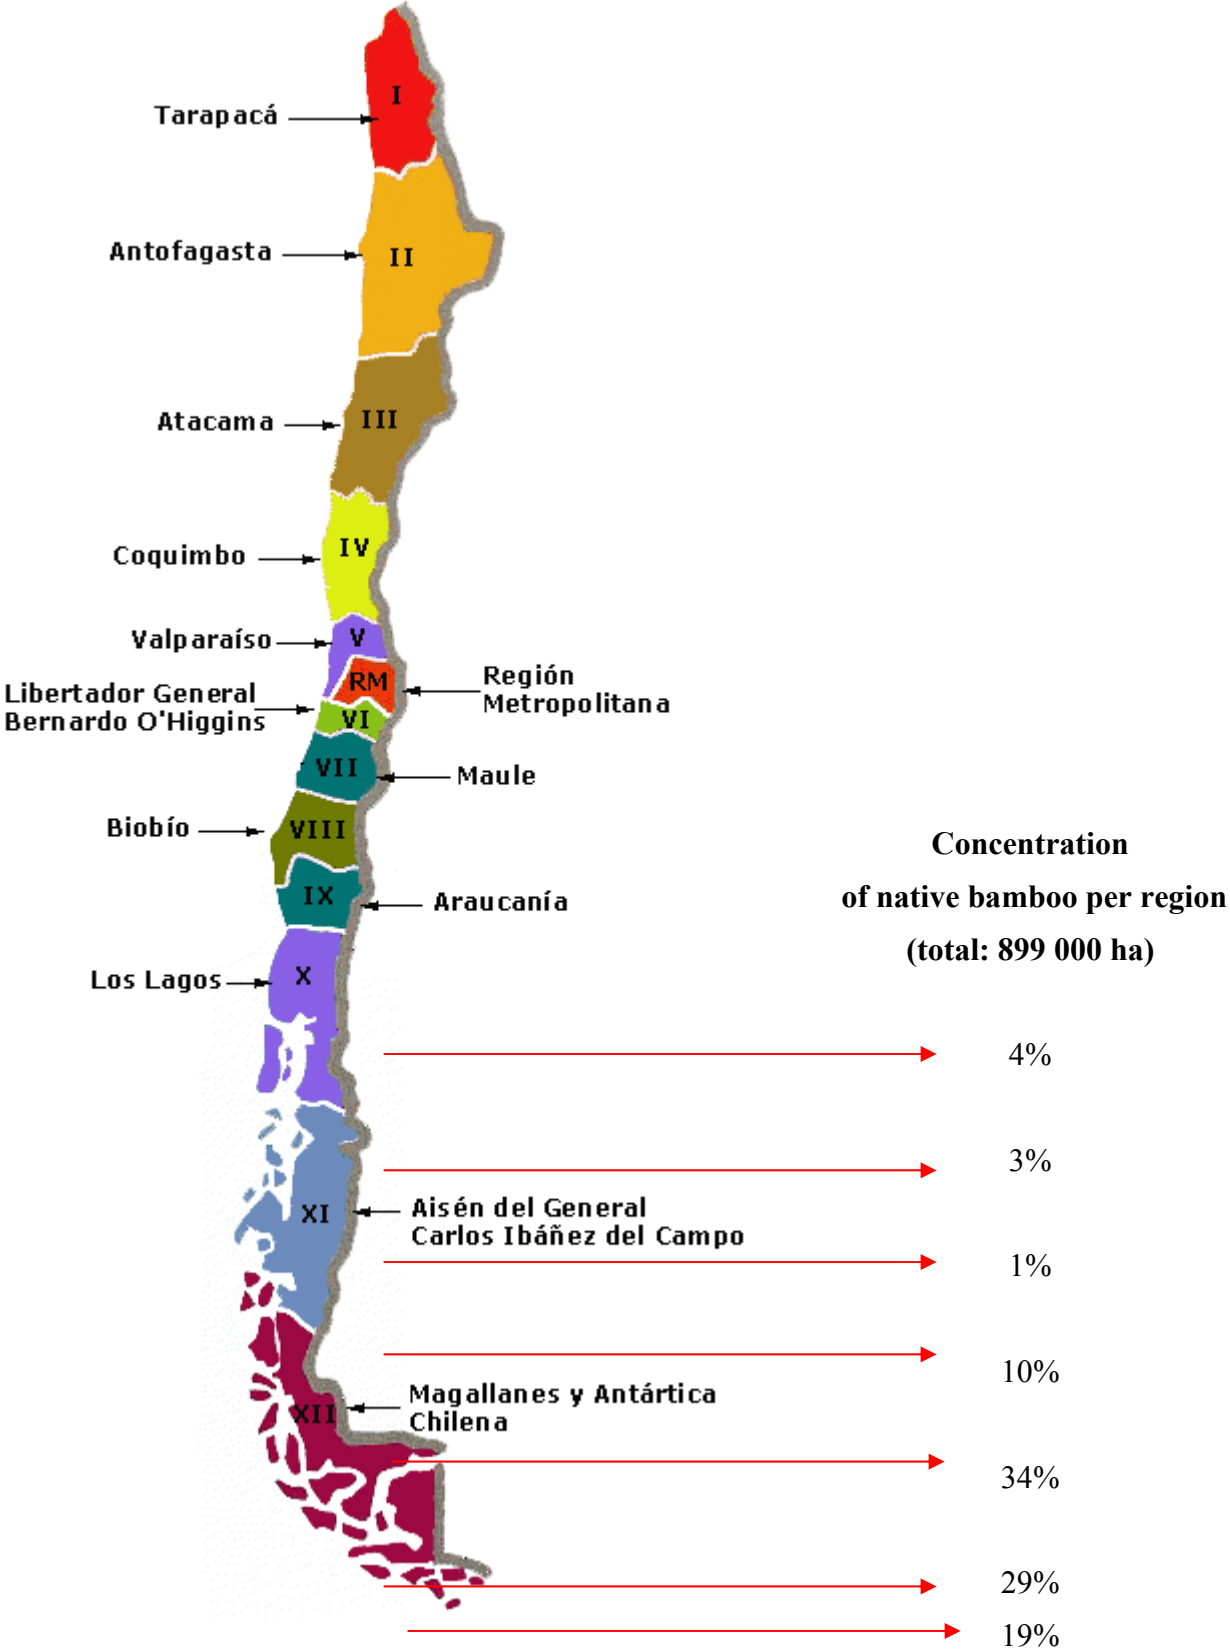 I
Tarapacá
Antofagasta
II
Atacama
III
Coquimbo
IV
Valparaíso
V
RM
Región
Metropolitana
Libertador General
Bernardo O'Higgins
VI
VII
Maule
Biobío
VIII
IX
Araucanía
Los Lagos
X
Concentration
of native bamboo per region
(total: 899 000 ha)
4%
3%
XI
Aisén del General
Carlos Ibáñez del Campo
1%
10%
Magallanes y Antártica
Chilena
XII
34%
29%
19%